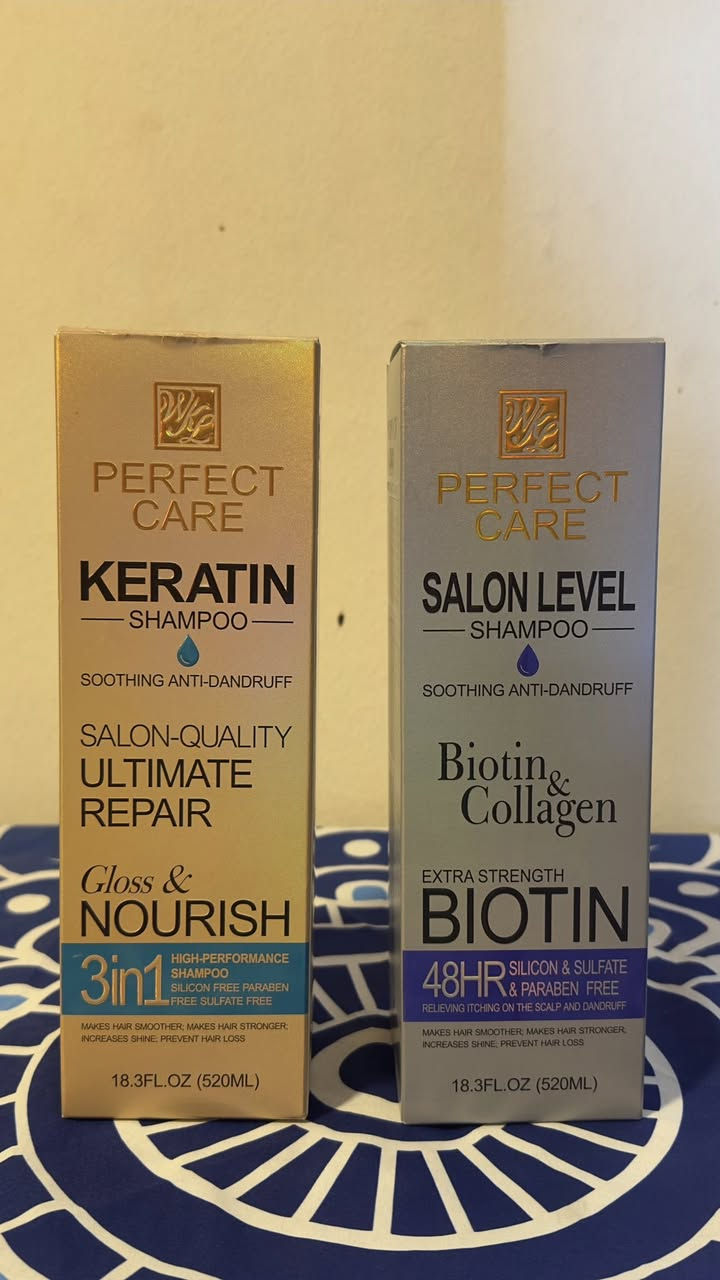 WKL
PERFECT
CARE
KERATIN
SHAMPOO
SOOTHING ANTI-DANDRUFF
SALON-QUALITY
ULTIMATE
REPAIR
Gloss &
NOURISH
3in1
HIGH-PERFORMANCE
SHAMPOO
SILICON FREE PARABEN
FREE SULFATE FREE
MAKES HAIR SMOOTHER; MAKES HAIR STRONGER;
INCREASES SHINE; PREVENT HAIR LOSS
18.3FL.OZ (520ML)
WKL
PERFECT
CARE
SALON LEVEL
SHAMPOO
SOOTHING ANTI-DANDRUFF
Biotin
&
Collagen
EXTRA STRENGTH
BIOTIN
48HR
SILICON & SULFATE
& PARABEN FREE
RELIEVING ITCHING ON THE SCALP AND DANDRUFF
MAKES HAIR SMOOTHER; MAKES HAIR STRONGER;
INCREASES SHINE; PREVENT HAIR LOSS
18.3FL.OZ (520ML)